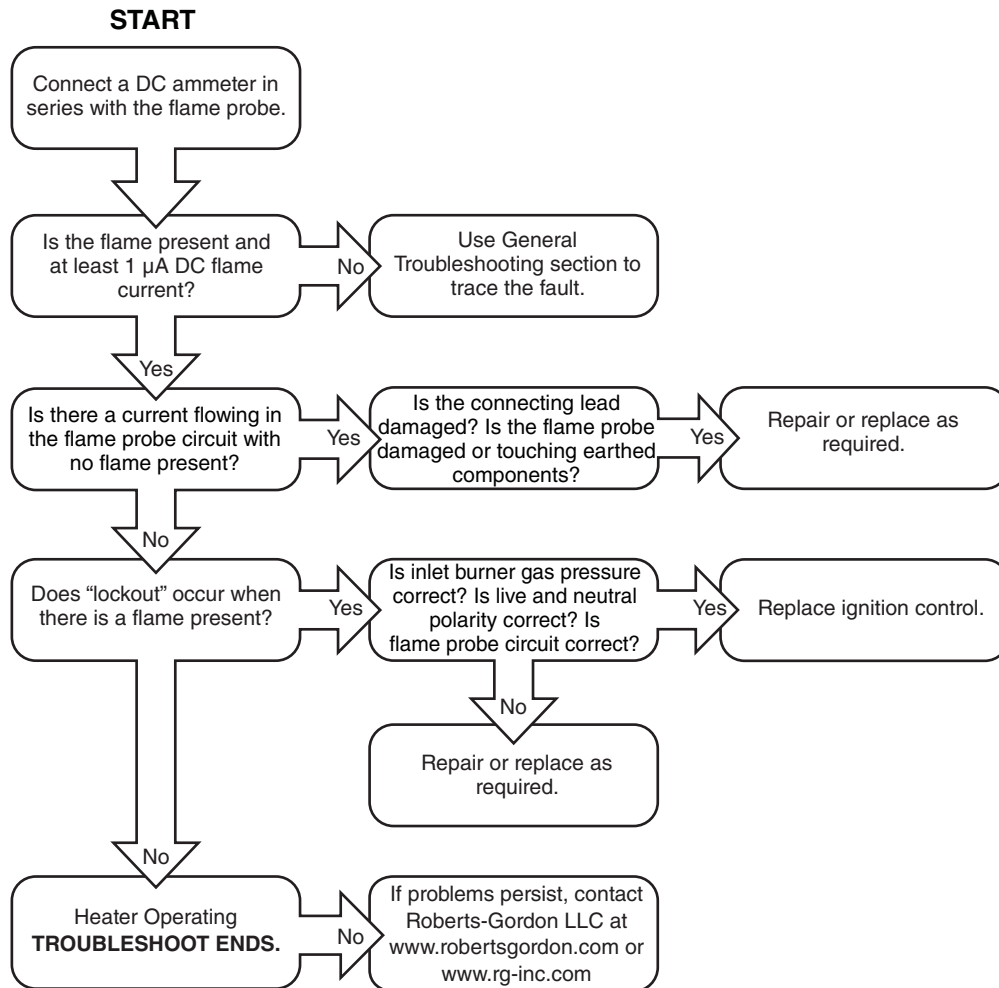 START
Connect a DC ammeter in
series with the flame probe.
Is the flame present and
at least 1 µA DC flame
current?
No
Use General
Troubleshooting section to
trace the fault.
Yes
Is there a current flowing in
the flame probe circuit with
no flame present?
Yes
Is the connecting lead
damaged? Is the flame probe
damaged or touching earthed
components?
Yes
Repair or replace as
required.
No
Does “lockout” occur when
there is a flame present?
Yes
Is inlet burner gas pressure
correct? Is live and neutral
polarity correct? Is
flame probe circuit correct?
Yes
Replace ignition control.
No
Repair or replace as
required.
No
Heater Operating
TROUBLESHOOT ENDS.
No
If problems persist, contact
Roberts-Gordon LLC at
www.robertsgordon.com or
www.rg-inc.com